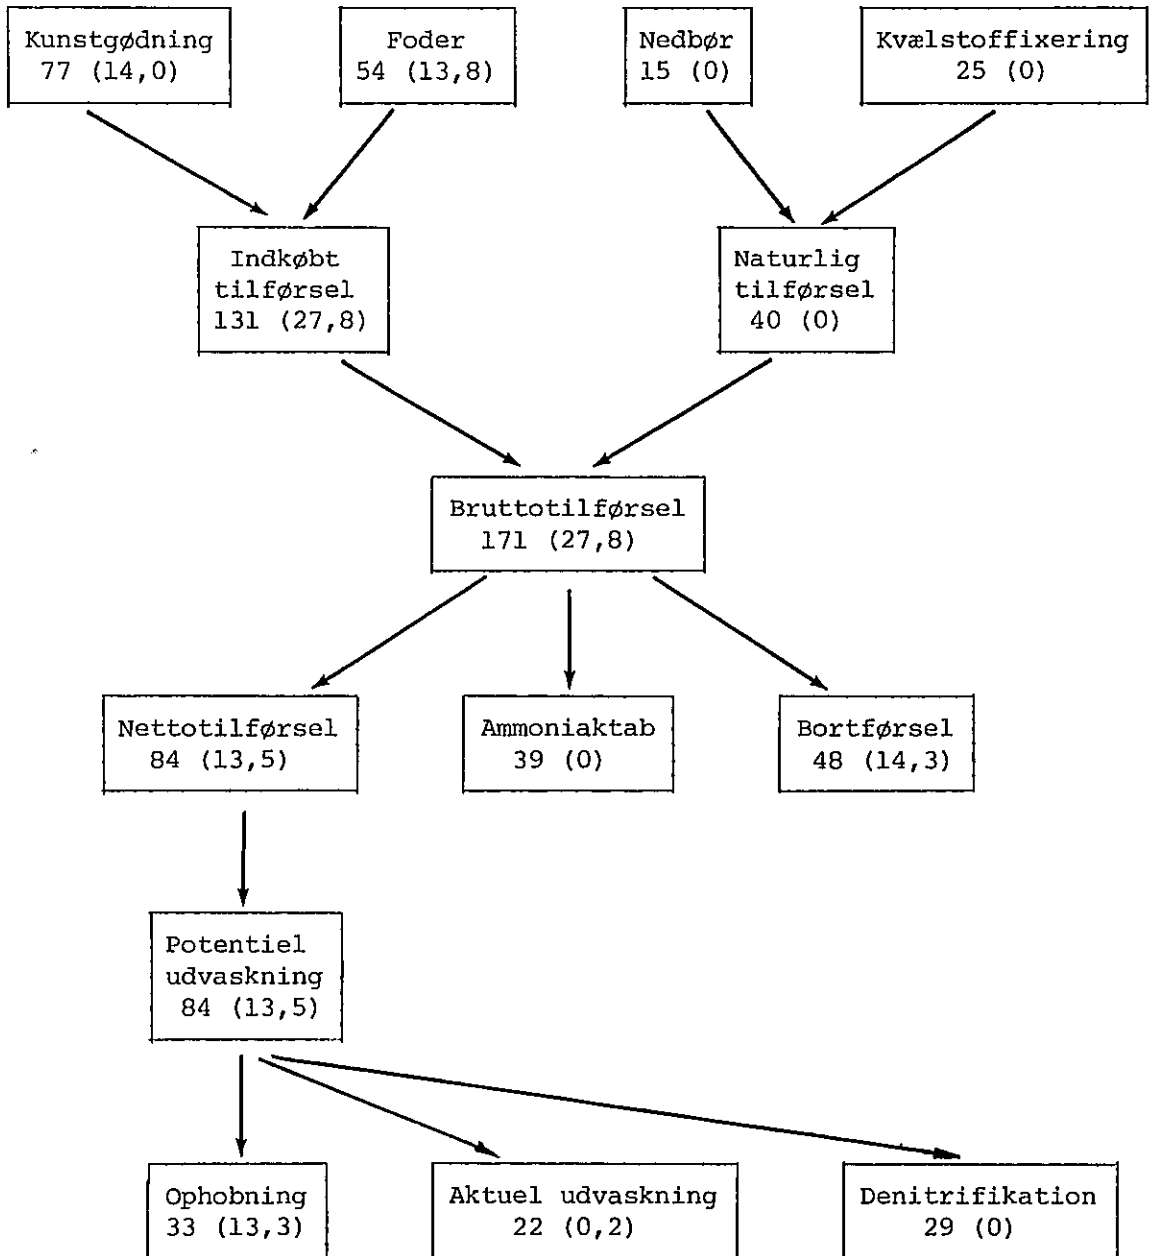 Kunstgødning
77 (14,0)
Foder
54 (13,8)
Nedbør
15 (0)
Kvælstoffixering
25 (0)
Indkøbt
tilførsel
131 (27,8)
Naturlig
tilførsel
40 (0)
Bruttotilførsel
171 (27,8)
Nettotilførsel
84 (13,5)
Ammoniaktab
39 (0)
Bortførsel
48 (14,3)
Potentiel
udvaskning
84 (13,5)
Ophobning
33 (13,3)
Aktuel udvaskning
22 (0,2)
Denitrifikation
29 (0)